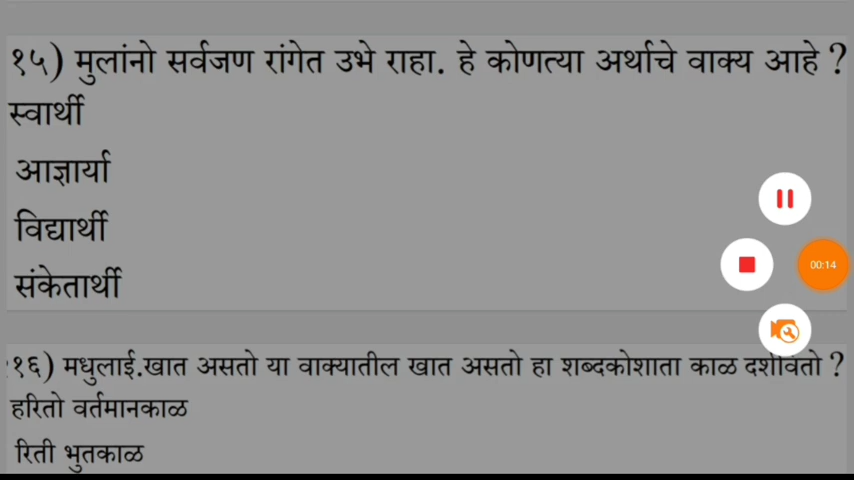 १५) मुलांनो सर्वजण रांगेत उभे राहा. हे कोणत्या अर्थाचे वाक्य आहे ?
स्वार्थी
आज्ञार्या
विद्यार्थी
संकेतार्थी
00:14
१६) मधुलाई.खात असतो या वाक्यातील खात असतो हा शब्दकोशाता काळ दर्शवितो ?
हरितो वर्तमानकाळ
रिती भुतकाळ